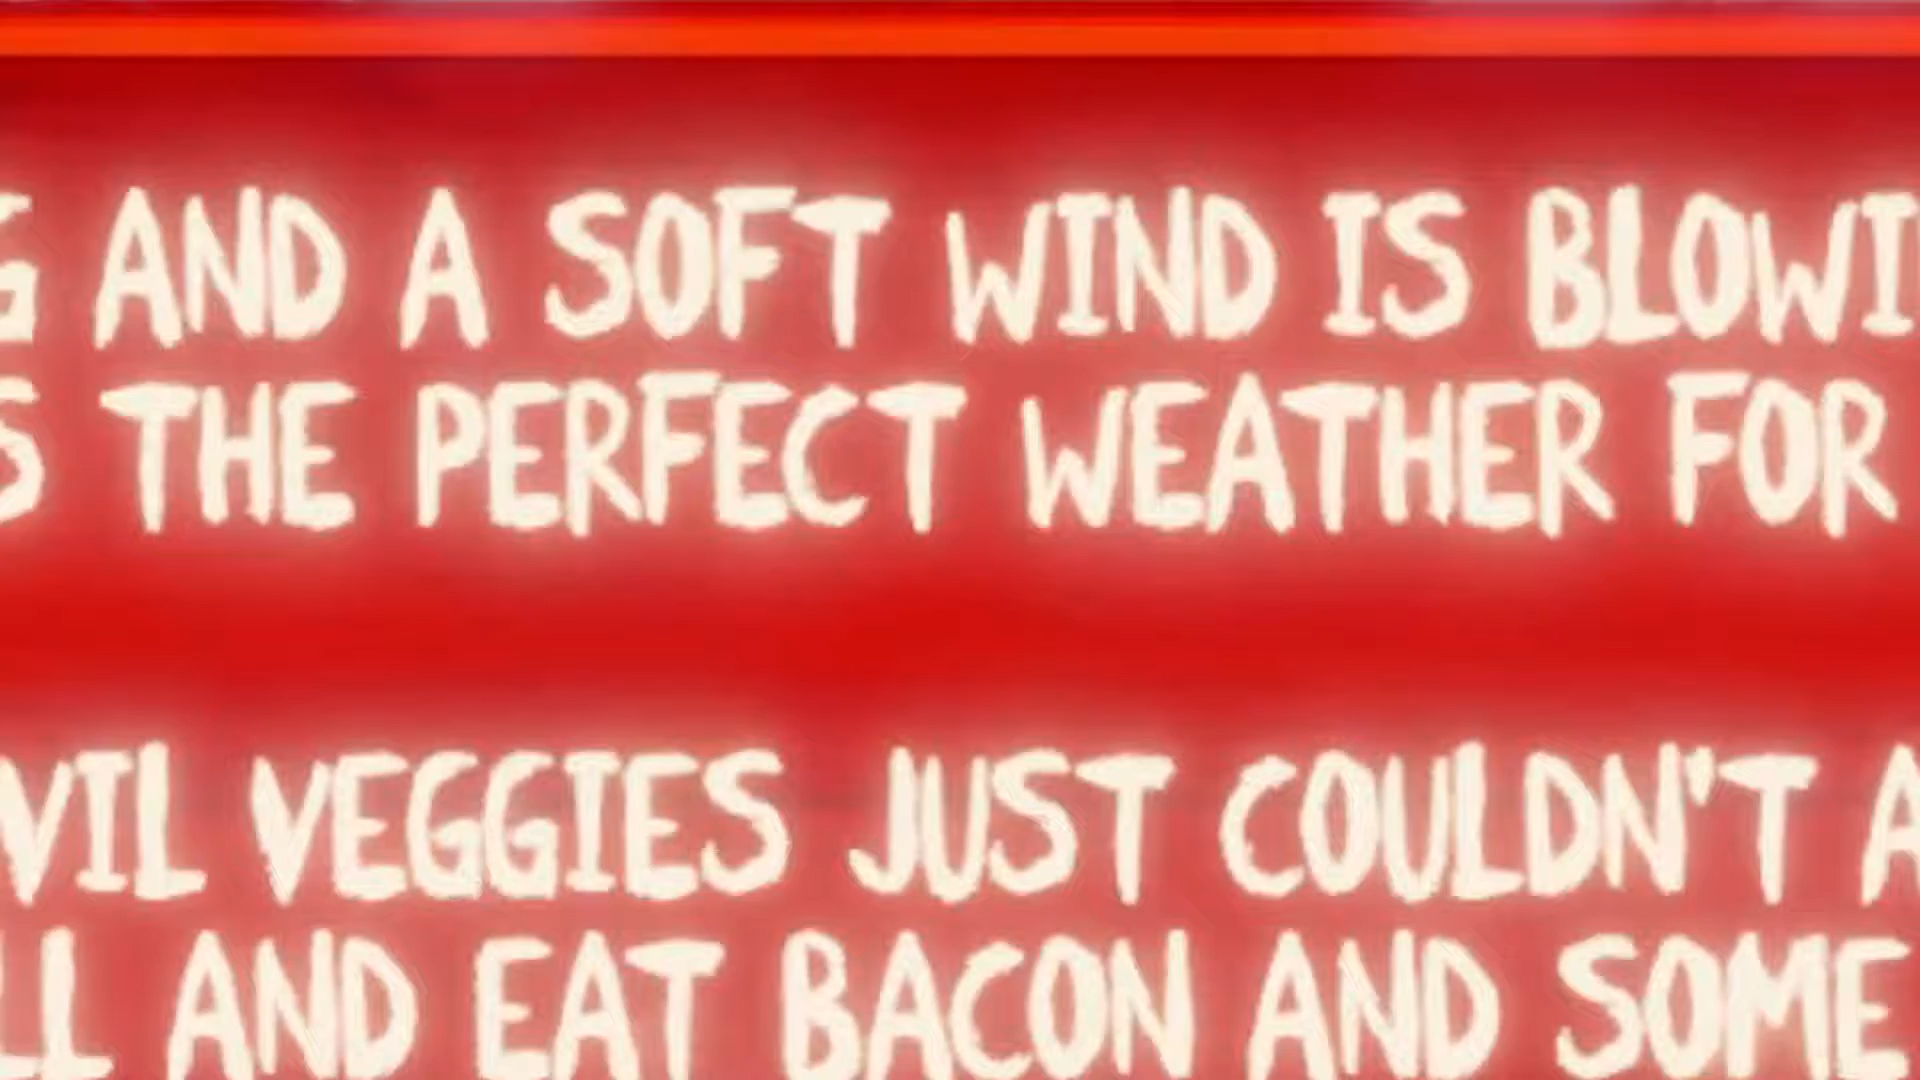 G AND A SOFT WIND IS BLOWI
S THE PERFECT WEATHER FOR
VIL VEGGIES JUST COULDN'T A
LL AND EAT BACON AND SOME